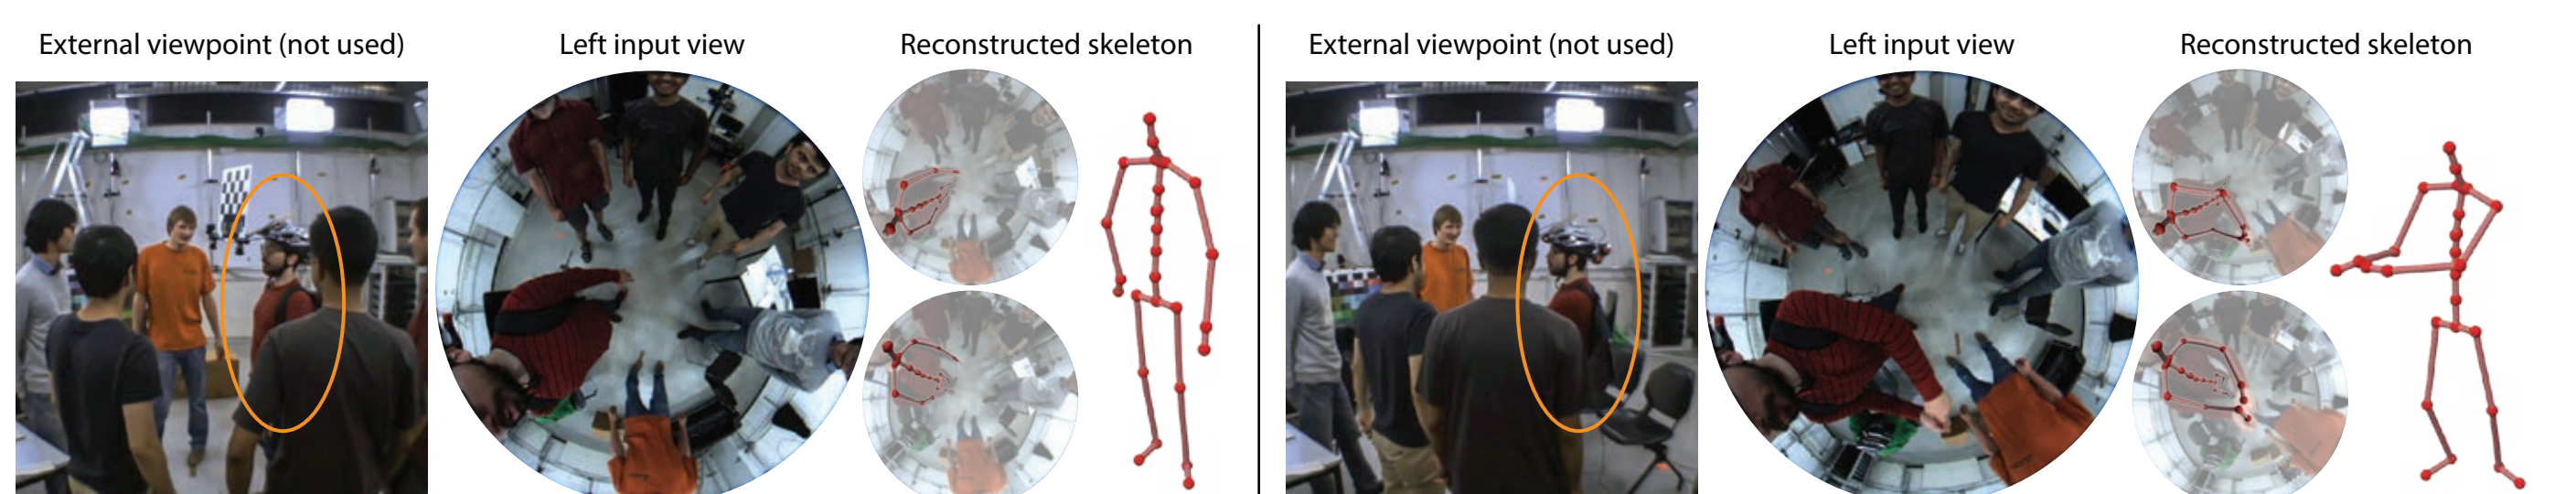 External viewpoint (not used)
Left input view
Reconstructed skeleton
External viewpoint (not used)
Left input view
Reconstructed skeleton